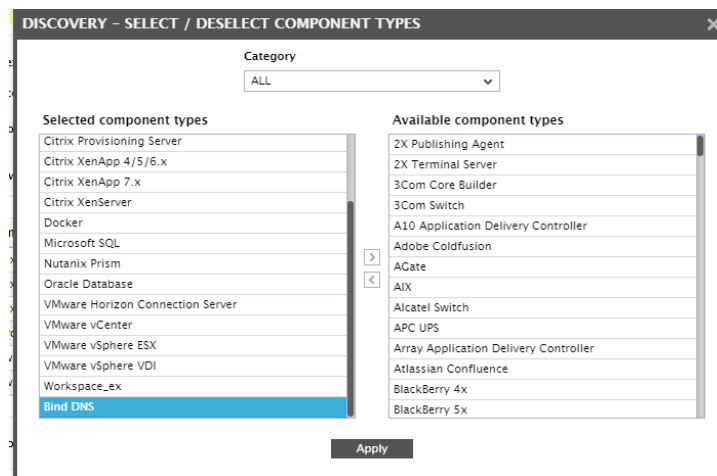 DISCOVERY – SELECT / DESELECT COMPONENT TYPES
Category
ALL
Selected component types
Citrix Provisioning Server
Citrix XenApp 4/5/6.x
Citrix XenApp 7.x
Citrix XenServer
Docker
Microsoft SQL
Nutanix Prism
Oracle Database
VMware Horizon Connection Server
VMware vCenter
VMware vSphere ESX
VMware vSphere VDI
Workspace_ex
Bind DNS
Available component types
2X Publishing Agent
2X Terminal Server
3Com Core Builder
3Com Switch
A10 Application Delivery Controller
Adobe Coldfusion
AGate
AIX
Alcatel Switch
APC UPS
Array Application Delivery Controller
Atlassian Confluence
BlackBerry 4x
BlackBerry 5x
Apply